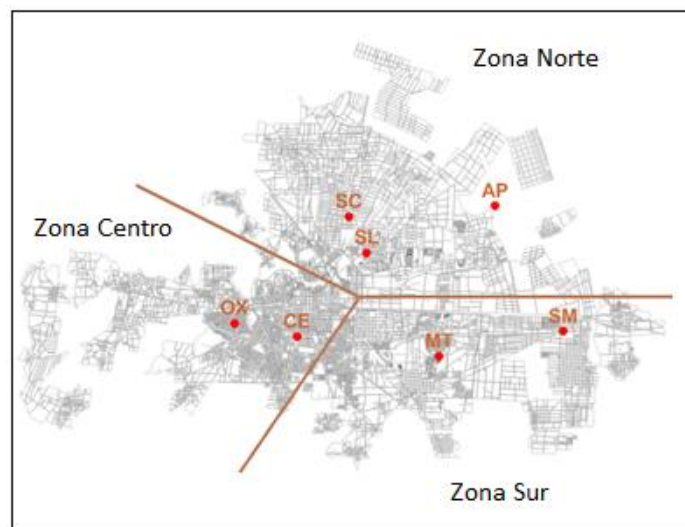 Zona Norte
AP
SC
Zona Centro
SL
OX
CE
SM
MT
Zona Sur